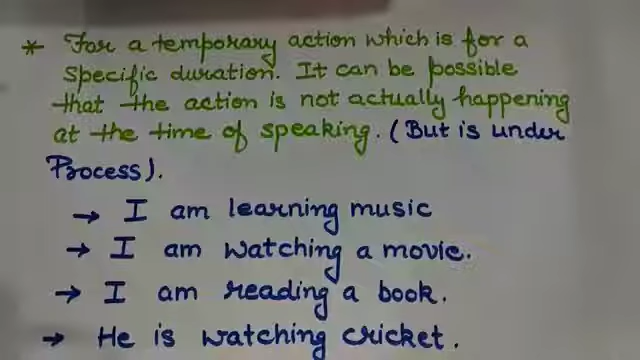 * For a temporary action which is for a
specific duration. It can be possible
that the action is not actually happening
at the time of speaking. (But is under
Process).
→ I am learning music
→ I am watching a movie.
→ I am reading a book.
→ He is watching cricket.